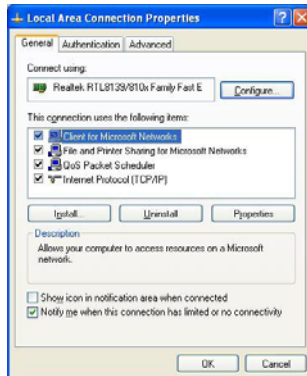 Local Area Connection Properties
General Authentication Advanced
Connect using:
Realtek RTL8139/810x Family Fast E
Configure...
This connection uses the following items:
Client for Microsoft Networks
File and Printer Sharing for Microsoft Networks
QoS Packet Scheduler
Internet Protocol (TCP/IP)
Install... Uninstall Properties
Description
Allows your computer to access resources on a Microsoft
network.
Show icon in notification area when connected
Notify me when this connection has limited or no connectivity
OK Cancel